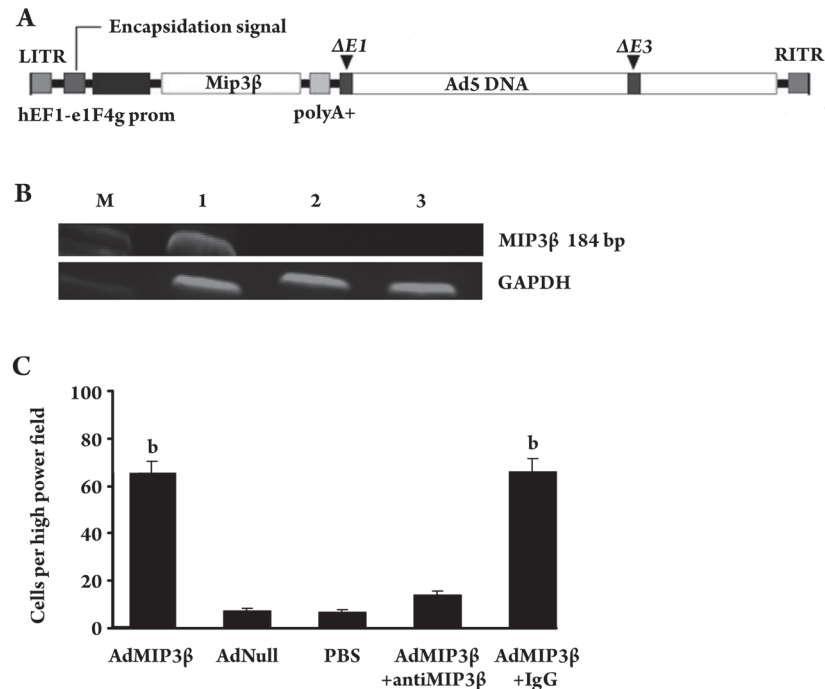 A
Encapsidation signal
LITR
ΔE1
ΔE3
RITR
Mip3β
Ad5 DNA
hEF1-e1F4g prom
polyA+
B
M 1 2 3
MIP3β 184 bp
GAPDH
C
Cells per high power field
100
80
60
40
20
0
b
b
AdMIP3β
AdNull
PBS
AdMIP3β
+antiMIP3β
AdMIP3β
+IgG